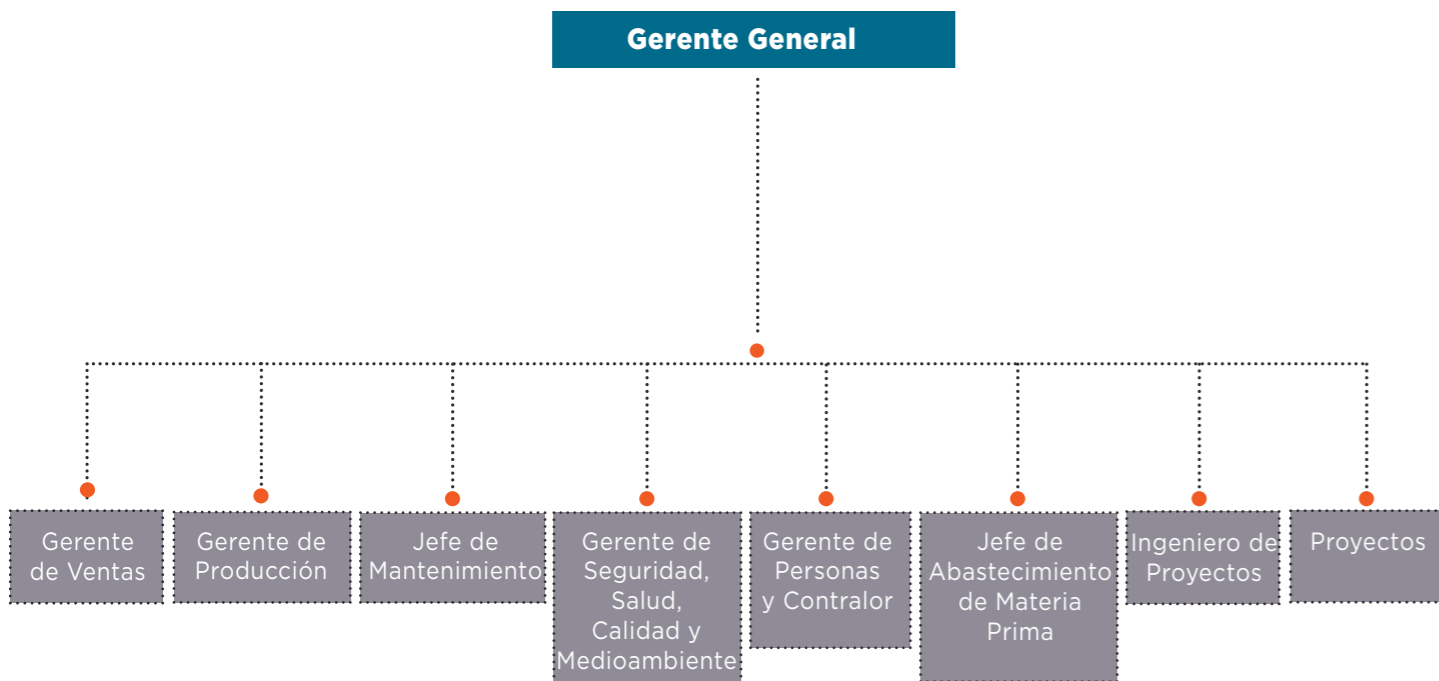 Gerente General
Gerente
de Ventas
Gerente de
Producción
Jefe de
Mantenimiento
Gerente de
Seguridad,
Salud,
Calidad y
Medioambiente
Gerente de
Personas
y Contralor
Jefe de
Abastecimiento
de Materia
Prima
Ingeniero de
Proyectos
Proyectos